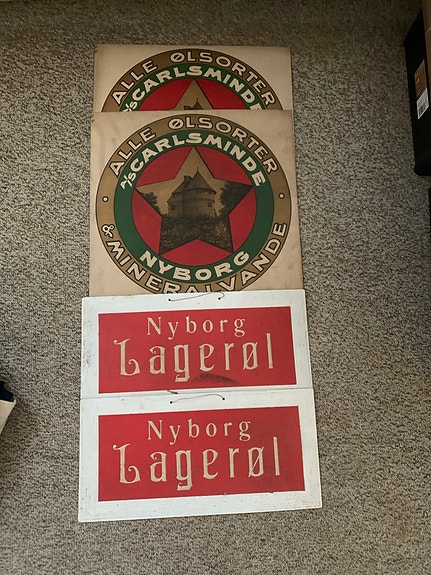 ALLE ØLSORTER
A/S CARLSMINDE
ALLE ØLSORTER
A/S CARLSMINDE
NYBORG
& MINERALVANDE
Nyborg
Lagerøl
Nyborg
Lagerøl